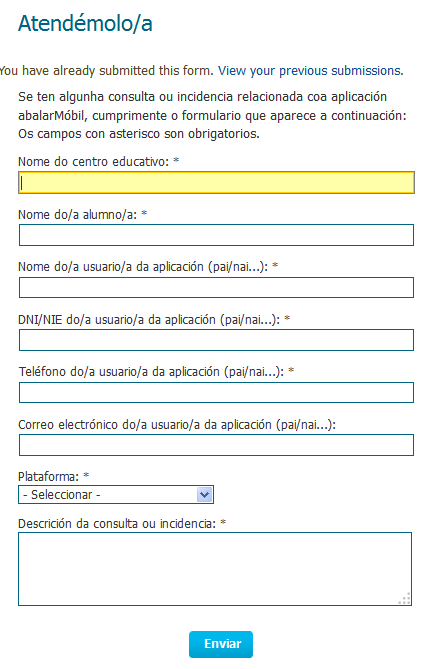 Atendémolo/a
You have already submitted this form. View your previous submissions.
Se ten algunha consulta ou incidencia relacionada coa aplicación
abalarMóbil, cumprimente o formulario que aparece a continuación:
Os campos con asterisco son obrigatorios.
Nome do centro educativo: *
Nome do/a alumno/a: *
Nome do/a usuario/a da aplicación (pai/nai...): *
DNI/NIE do/a usuario/a da aplicación (pai/nai...): *
Teléfono do/a usuario/a da aplicación (pai/nai...): *
Correo electrónico do/a usuario/a da aplicación (pai/nai...):
Plataforma: *
- Seleccionar -
Descrición da consulta ou incidencia: *
Enviar